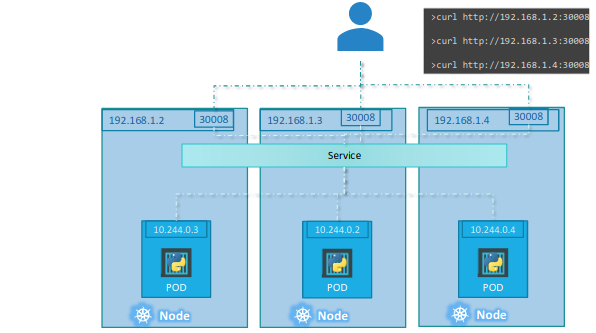 >curl http://192.168.1.2:30008
>curl http://192.168.1.3:30008
>curl http://192.168.1.4:30008
192.168.1.2
30008
192.168.1.3
30008
192.168.1.4
30008
Service
10.244.0.3
10.244.0.2
10.244.0.4
POD
POD
POD
Node
Node
Node